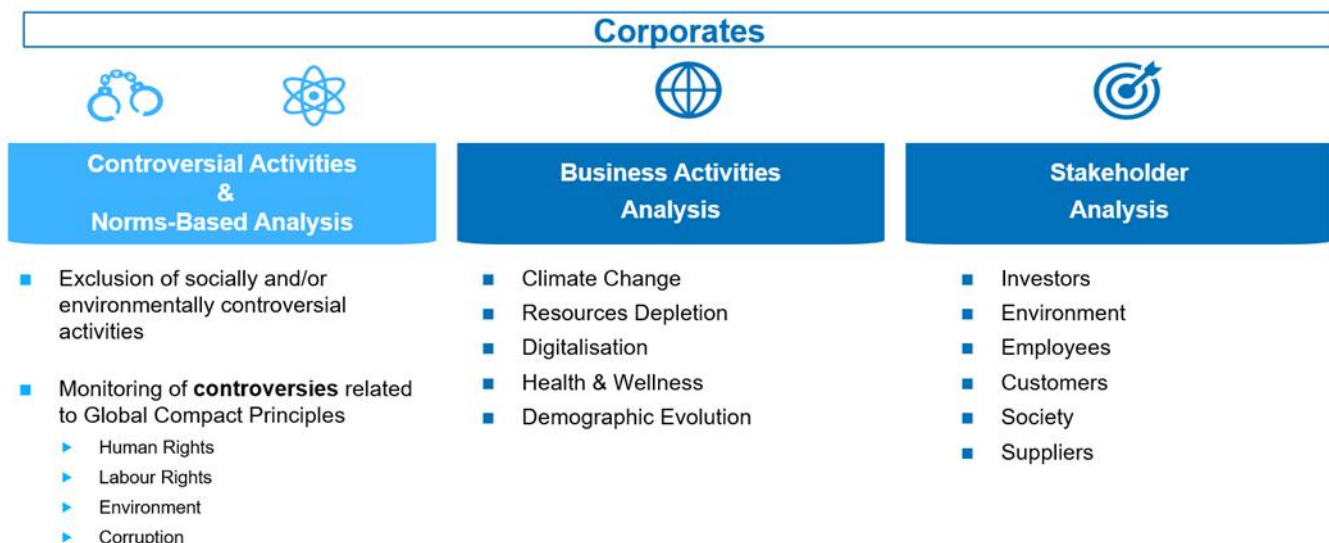 Corporates
Controversial Activities
&
Norms-Based Analysis
Exclusion of socially and/or
environmentally controversial
activities
Monitoring of controversies related
to Global Compact Principles
Human Rights
Labour Rights
Environment
Corruption
Business Activities
Analysis
Climate Change
Resources Depletion
Digitalisation
Health & Wellness
Demographic Evolution
Stakeholder
Analysis
Investors
Environment
Employees
Customers
Society
Suppliers